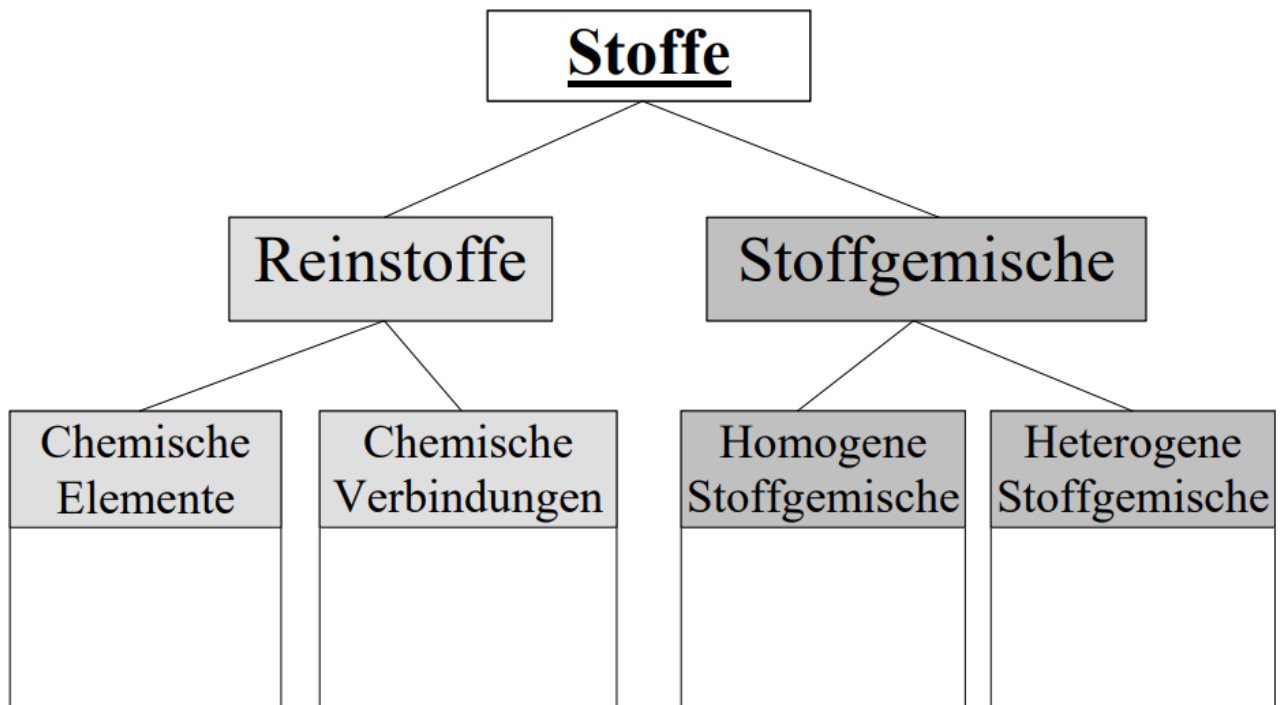 Stoffe
Reinstoffe
Stoffgemische
Chemische
Elemente
Chemische
Verbindungen
Homogene
Stoffgemische
Heterogene
Stoffgemische